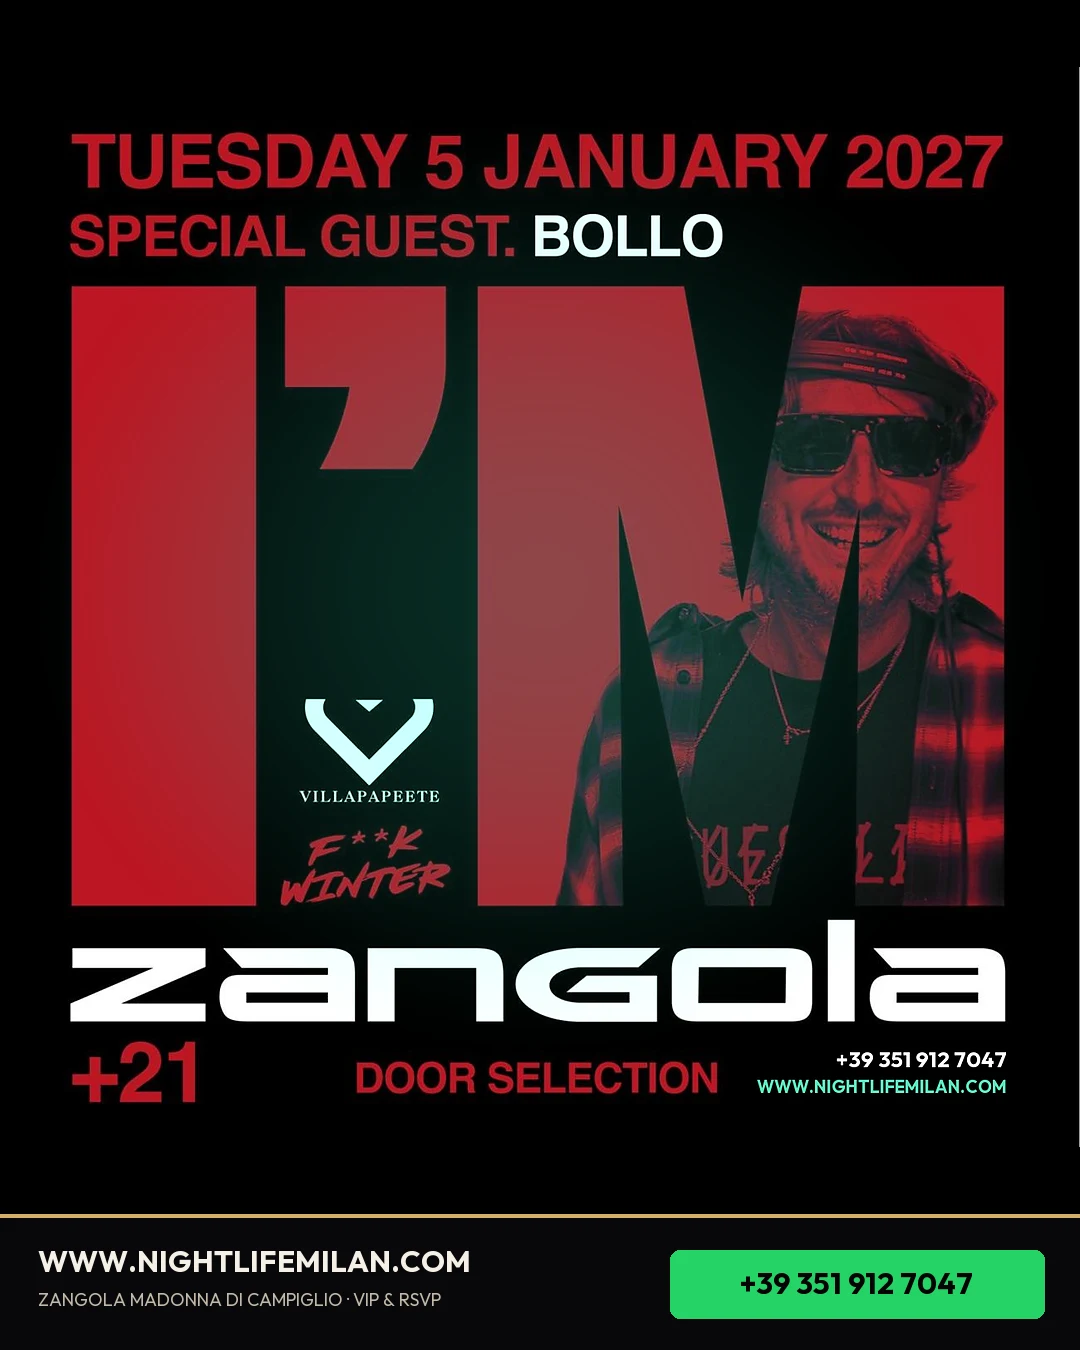 TUESDAY 5 JANUARY 2027
SPECIAL GUEST. BOLLO
I'M
VILLAPAPEETE
F**K
WINTER
zangola
+21
DOOR SELECTION
+39 351 912 7047
WWW.NIGHTLIFEMILAN.COM
WWW.NIGHTLIFEMILAN.COM
ZANGOLA MADONNA DI CAMPIGLIO · VIP & RSVP
+39 351 912 7047